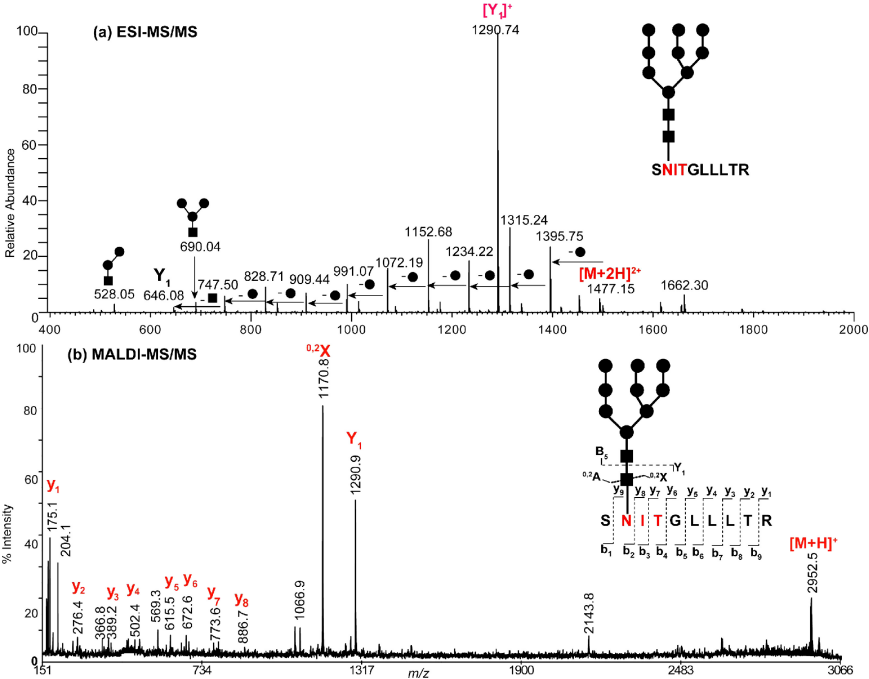 [Y1]+
(a) ESI-MS/MS
1290.74
100
80
60
40
20
0
Relative Abundance
SNITGLLLTR
690.04
528.05
Y1
646.08
747.50
828.71
909.44
991.07
1072.19
1152.68
1234.22
1315.24
1395.75
[M+2H]2+
1477.15
1662.30
- - - - - - - - -
400 600 800 1000 1200 1400 1600 1800 2000
(b) MALDI-MS/MS
100
80
60
40
20
0
% Intensity
0,2X
1170.8
Y1
1290.9
y1
175.1
204.1
y2
276.4
366.8
y3
389.2
y4
502.4
569.3
y5
615.5
y6
672.6
y7
773.6
y8
886.7
1066.9
2143.8
[M+H]+
2952.5
B5
Y1
0,2A
0,2X
y9 y8 y7 y6 y5 y4 y3 y2 y1
S N I T G L L L T R
b1 b2 b3 b4 b5 b6 b7 b8 b9
151 734 1317 1900 2483 3066
m/z